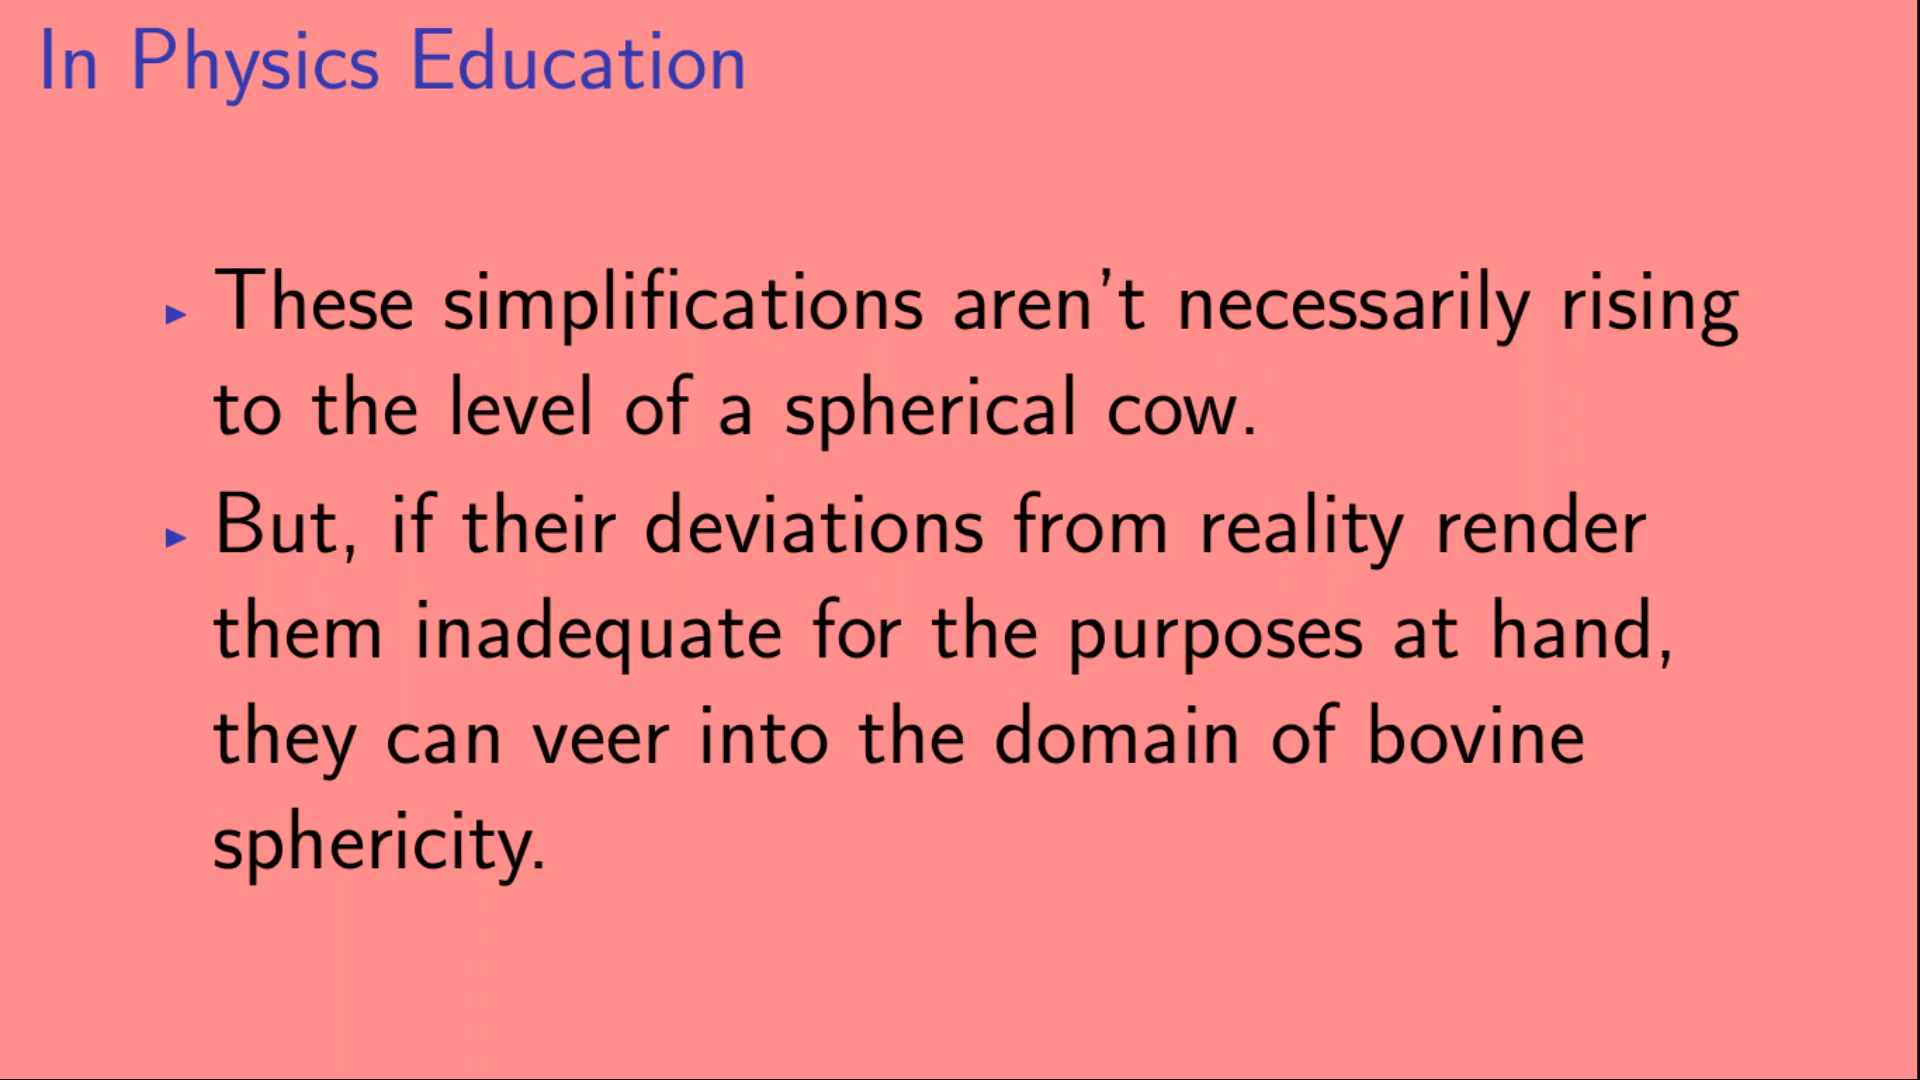 In Physics Education
▸ These simplifications aren't necessarily rising
to the level of a spherical cow.
▸ But, if their deviations from reality render
them inadequate for the purposes at hand,
they can veer into the domain of bovine
sphericity.